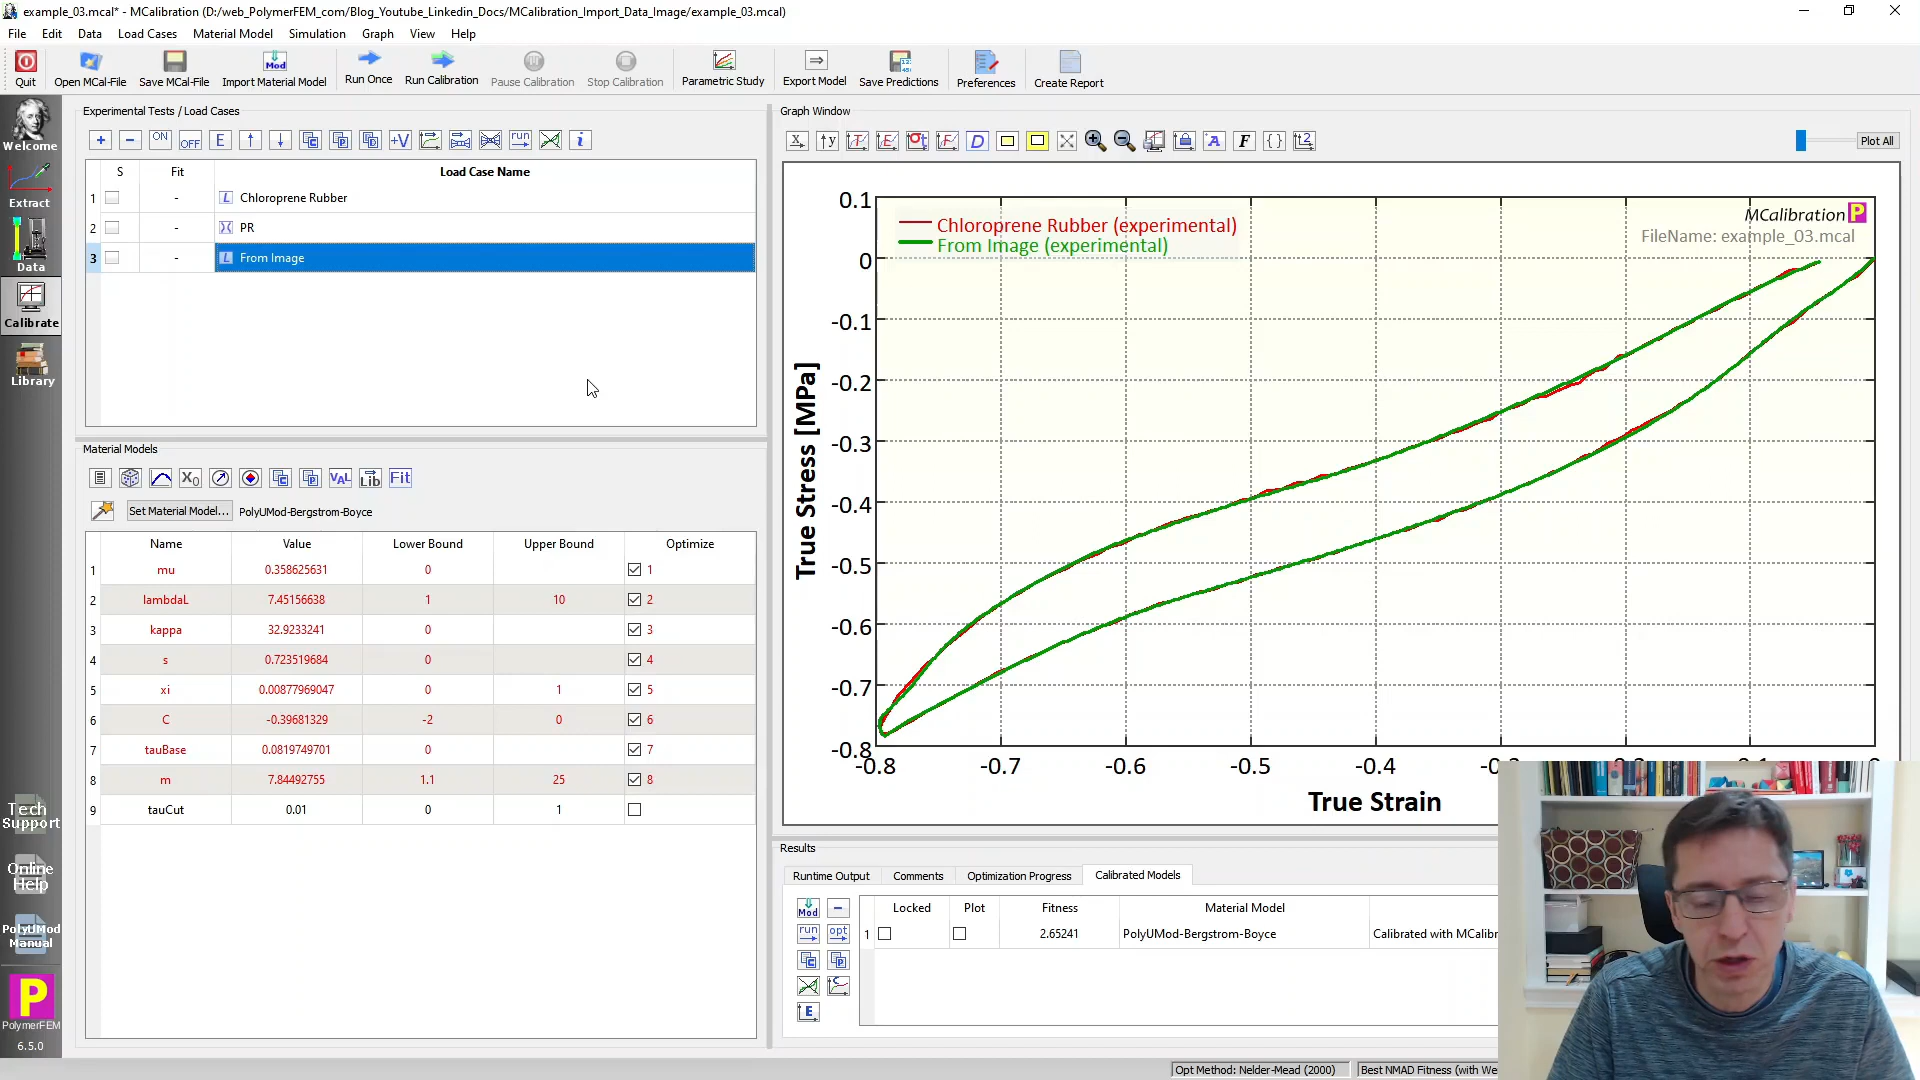 example_03.mcal* - MCalibration (D:/web_PolymerFEM_com/Blog_Youtube_Linkedin_Docs/MCalibration_Import_Data_Image/example_03.mcal)
File Edit Data Load Cases Material Model Simulation Graph View Help
Quit Open MCal-File Save MCal-File Import Material Model Run Once Run Calibration Pause Calibration Stop Calibration Parametric Study Export Model Save Predictions Preferences Create Report
Welcome
Extract
Data
Calibrate
Library
Tech Support
Online Help
PolyUMod Manual
PolymerFEM
6.5.0
Experimental Tests / Load Cases
S Fit Load Case Name
1 - Chloroprene Rubber
2 - PR
3 - From Image
Material Models
Set Material Model... PolyUMod-Bergstrom-Boyce
Name Value Lower Bound Upper Bound Optimize
1 mu 0.358625631 0 1
2 lambdaL 7.45156638 1 10 2
3 kappa 32.9233241 0 3
4 s 0.723519684 0 4
5 xi 0.00877969047 0 1 5
6 C -0.39681329 -2 0 6
7 tauBase 0.0819749701 0 7
8 m 7.84492755 1.1 25 8
9 tauCut 0.01 0 1
Graph Window
Plot All
Chloroprene Rubber (experimental)
From Image (experimental)
MCalibration
FileName: example_03.mcal
True Stress [MPa]
0.1
0
-0.1
-0.2
-0.3
-0.4
-0.5
-0.6
-0.7
-0.8
-0.8 -0.7 -0.6 -0.5 -0.4
True Strain
Results
Runtime Output Comments Optimization Progress Calibrated Models
Locked Plot Fitness Material Model
1 2.65241 PolyUMod-Bergstrom-Boyce Calibrated with MCalibr
Opt Method: Nelder-Mead (2000) Best NMAD Fitness (with We